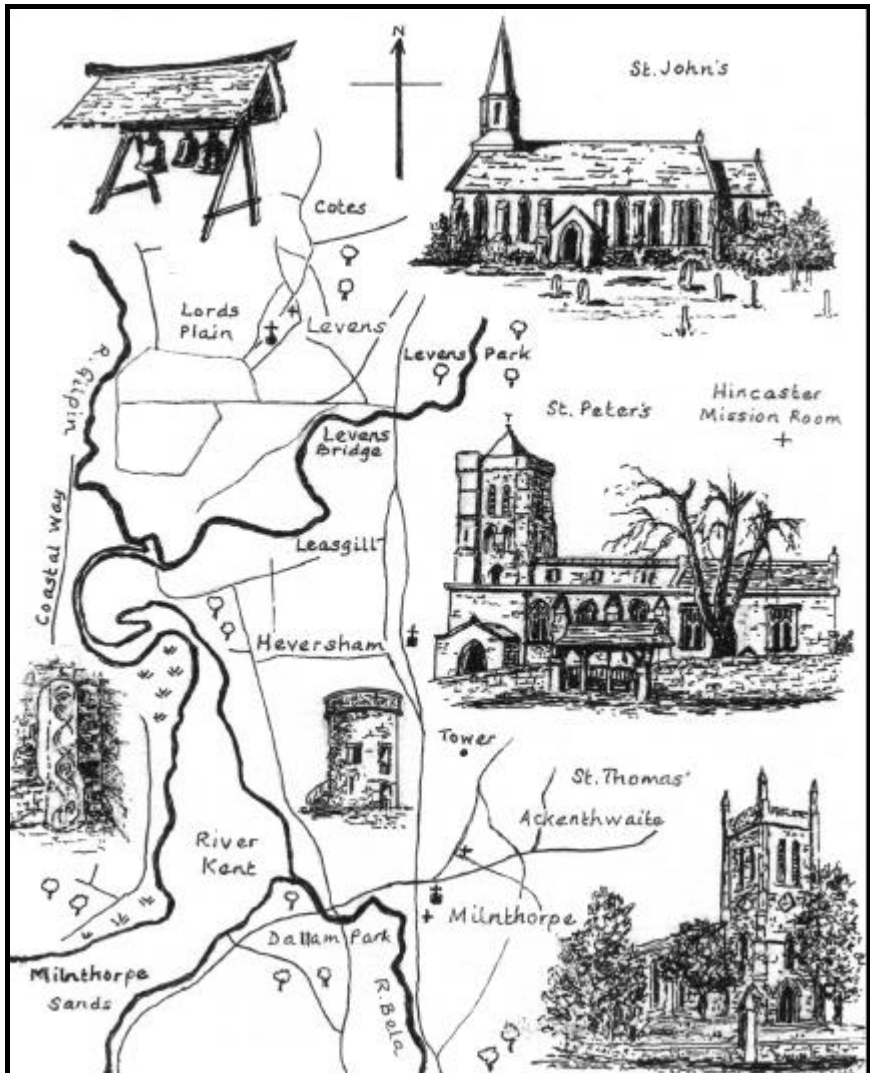 N
St. John's
Cotes
Lords
Plain
Levens
R. Gilpin
Levens Park
St. Peter's
Hincaster
Mission Room
Levens
Bridge
Coastal Way
Leasgill
Heversham
Tower
St. Thomas'
Ackenthwaite
River
Kent
Milnthorpe
Dallam Park
Milnthorpe
Sands
R. Bela